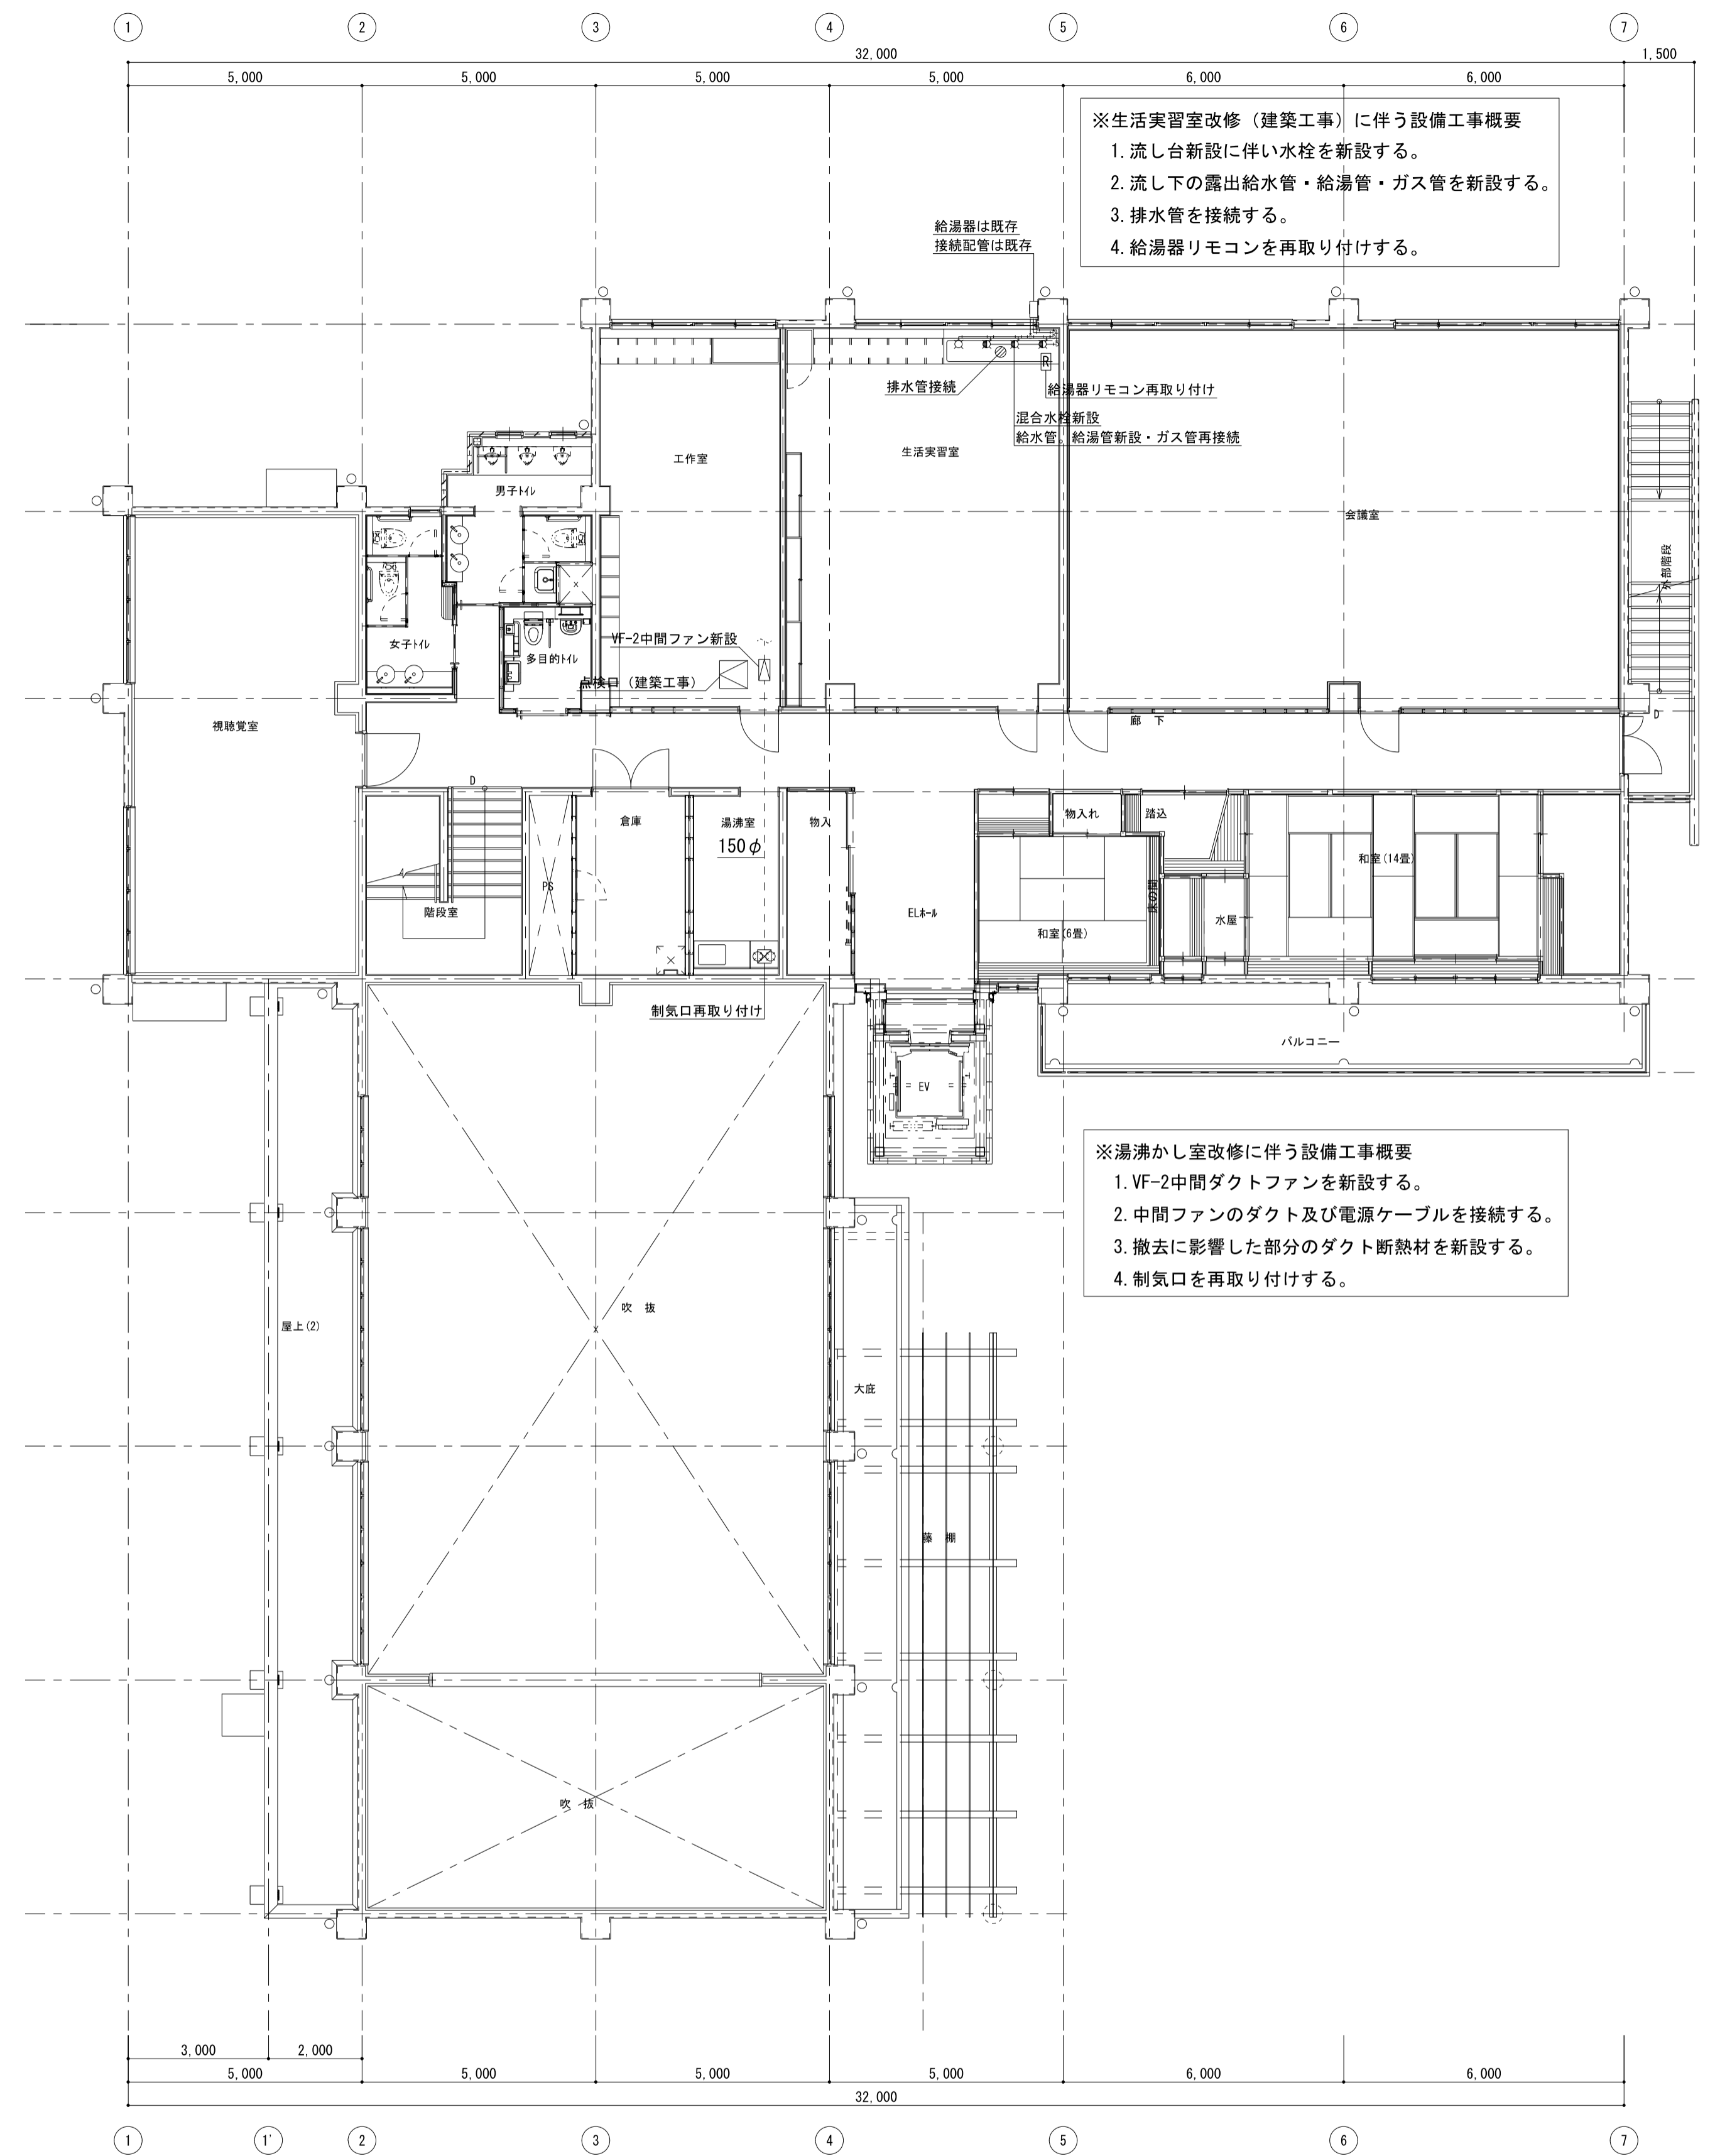 1 2 3 4 5 6 7
32,000 1,500
5,000 5,000 5,000 5,000 6,000 6,000
※生活実習室改修（建築工事）に伴う設備工事概要
1.流し台新設に伴い水栓を新設する。
2.流し下の露出給水管・給湯管・ガス管を新設する。
3.排水管を接続する。
4.給湯器リモコンを再取り付けする。
給湯器は既存
接続配管は既存
R
排水管接続
給湯器リモコン再取り付け
混合水栓新設
給水管。給湯管新設・ガス管再接続
工作室
生活実習室
男子ﾄｲﾚ
会議室
外部階段
女子ﾄｲﾚ
多目的ﾄｲﾚ
VF-2中間ファン新設
点検口（建築工事）
視聴覚室
廊 下
D
D
倉庫
湯沸室
150φ
物入
物入れ
踏込
和室(14畳)
PS
階段室
ELﾎｰﾙ
床の間
水屋
和室(6畳)
制気口再取り付け
バルコニー
EV
※湯沸かし室改修に伴う設備工事概要
1.VF-2中間ダクトファンを新設する。
2.中間ファンのダクト及び電源ケーブルを接続する。
3.撤去に影響した部分のダクト断熱材を新設する。
4.制気口を再取り付けする。
吹 抜
屋上(2)
大庇
藤 棚
吹 抜
3,000 2,000
5,000 5,000 5,000 5,000 6,000 6,000
32,000
1 1' 2 3 4 5 6 7